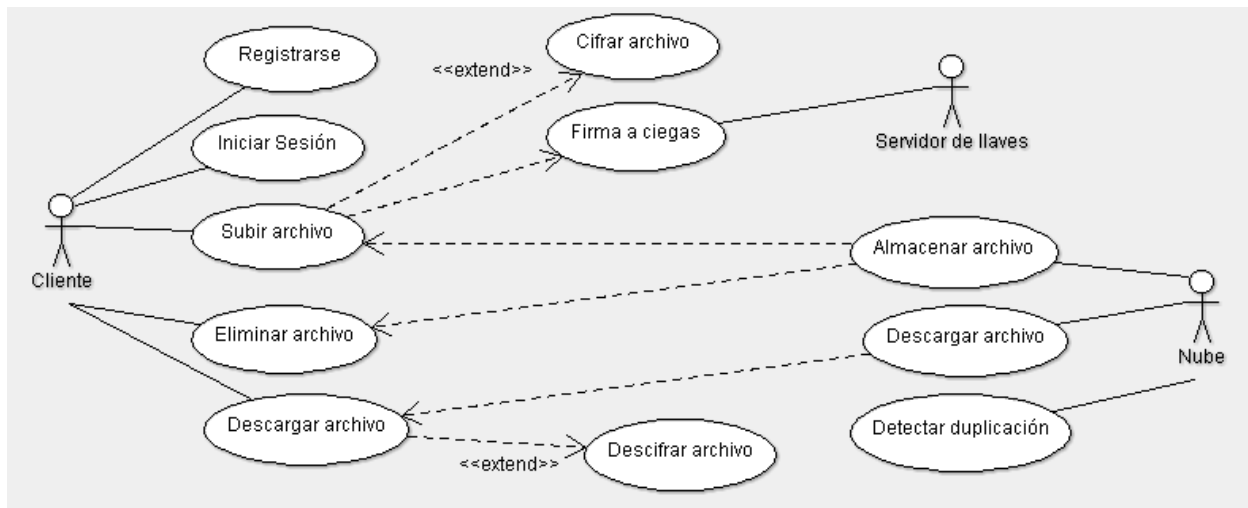 Registrarse
Cifrar archivo
<<extend>>
Iniciar Sesión
Firma a ciegas
Servidor de llaves
Subir archivo
Almacenar archivo
Cliente
Eliminar archivo
Descargar archivo
Nube
Descargar archivo
Detectar duplicación
<<extend>>
Descifrar archivo